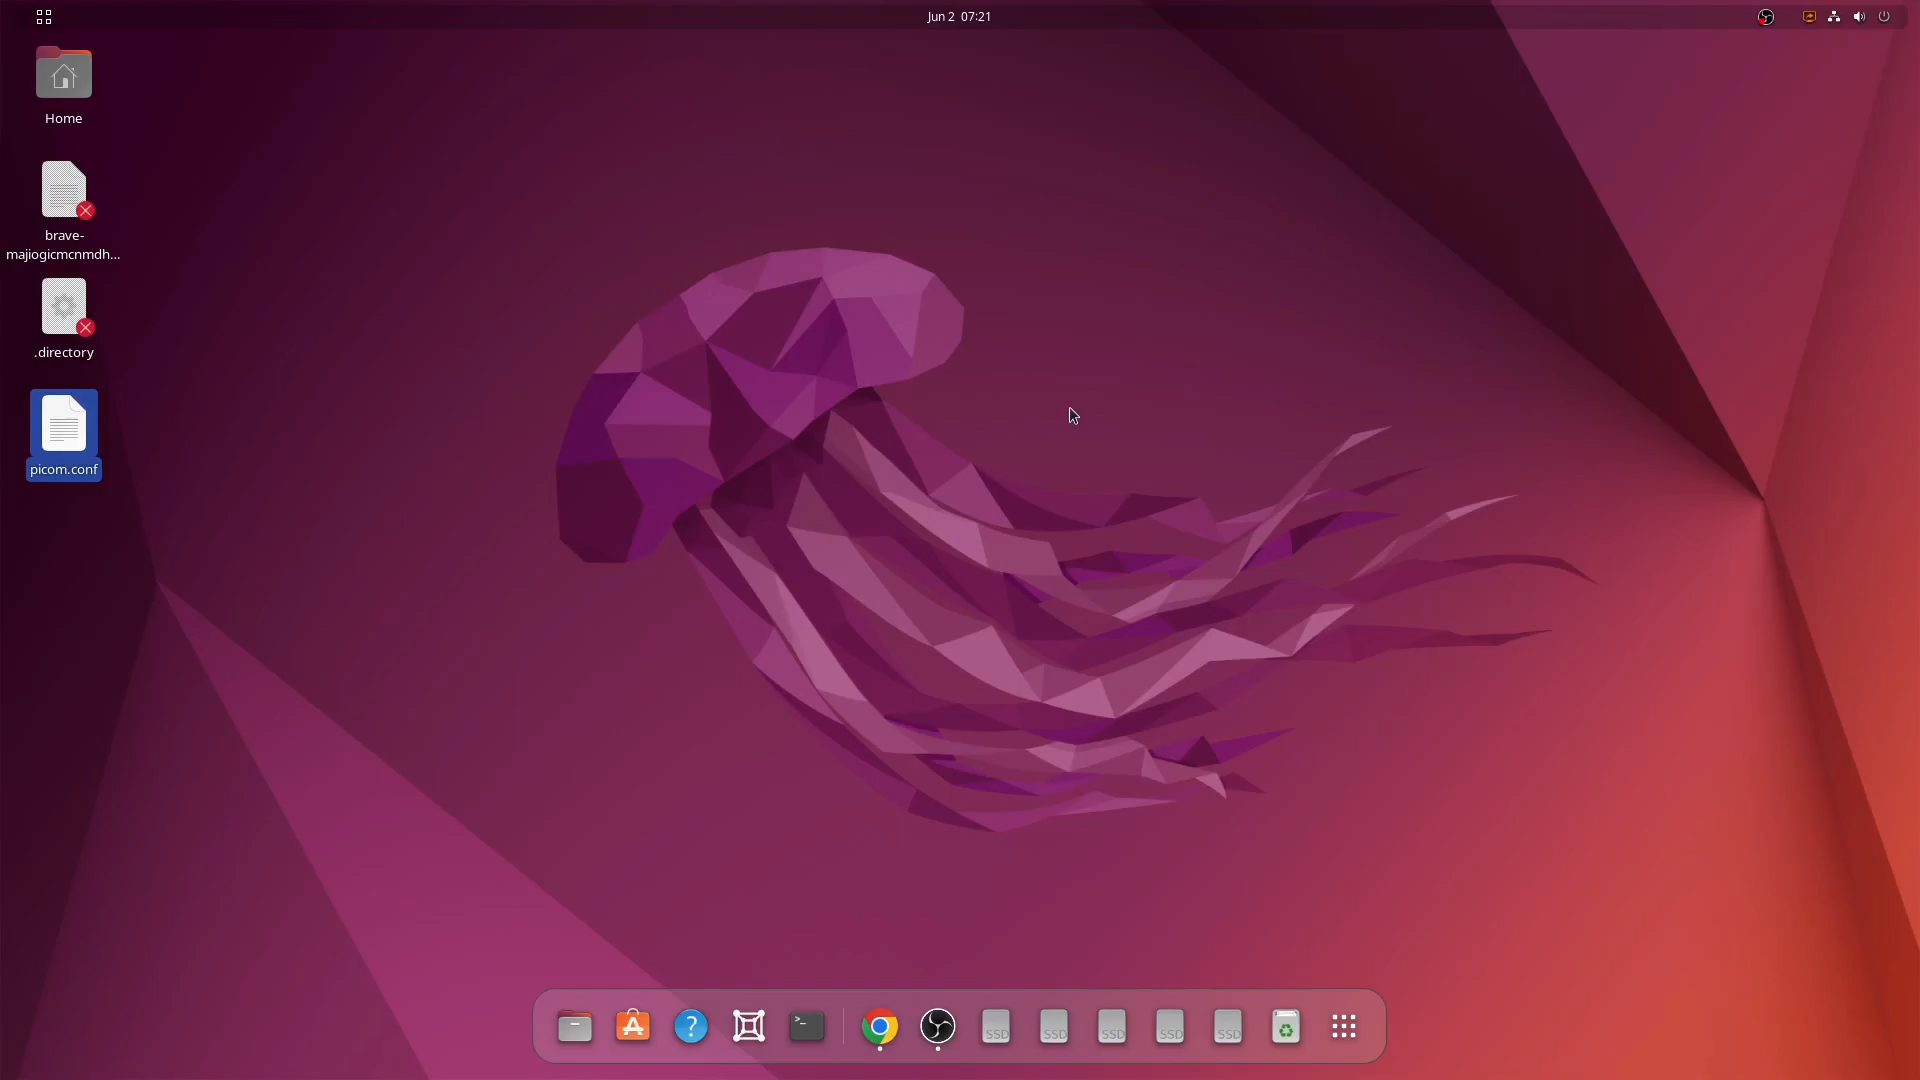 Jun 2 07:21
Home
brave-
majiogicmcnmdh...
.directory
picom.conf
>_
?
SSD
SSD
SSD
SSD
SSD